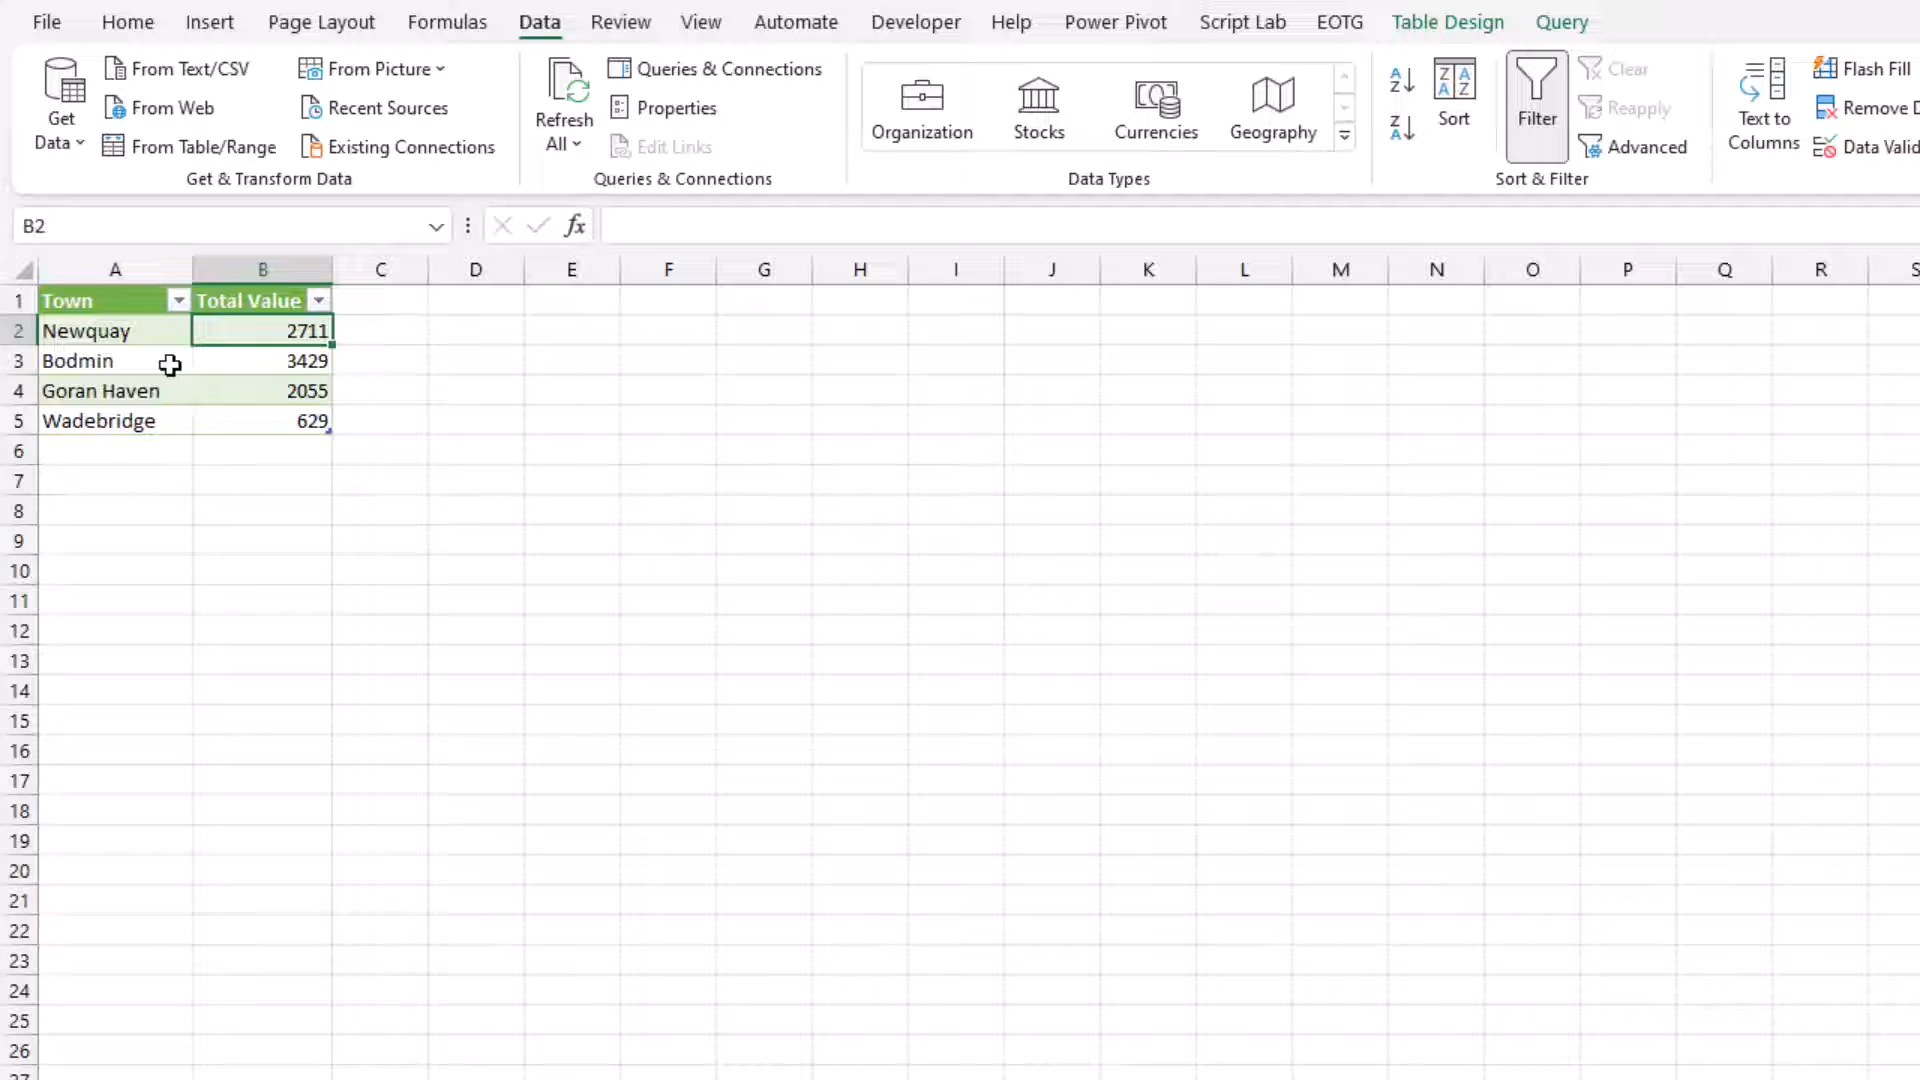 File Home Insert Page Layout Formulas Data Review View Automate Developer Help Power Pivot Script Lab EOTG Table Design Query
Get Data
From Text/CSV
From Web
From Table/Range
From Picture
Recent Sources
Existing Connections
Get & Transform Data
Refresh All
Queries & Connections
Properties
Edit Links
Queries & Connections
Organization Stocks Currencies Geography
Data Types
Sort
Filter
Clear
Reapply
Advanced
Sort & Filter
Text to Columns
Flash Fill
Remove D
Data Valid
B2 fx
A B C D E F G H I J K L M N O P Q R S
1 Town Total Value
2 Newquay 2711
3 Bodmin 3429
4 Goran Haven 2055
5 Wadebridge 629
6
7
8
9
10
11
12
13
14
15
16
17
18
19
20
21
22
23
24
25
26
27